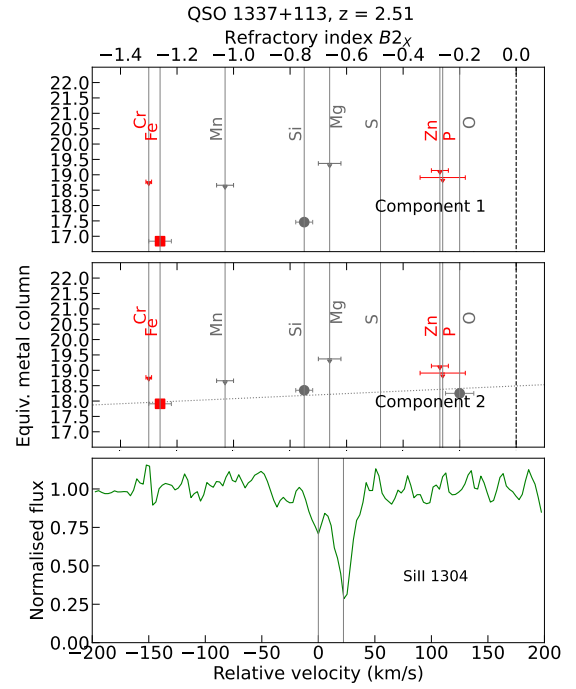 QSO 1337+113, z = 2.51
Refractory index B2_X
−1.4 −1.2 −1.0 −0.8 −0.6 −0.4 −0.2 0.0
22.0
21.5
21.0
20.5
20.0
19.5
19.0
18.5
18.0
17.5
17.0
Cr Fe Mn Si Mg S Zn P O
Component 1
Equiv. metal column
22.0
21.5
21.0
20.5
20.0
19.5
19.0
18.5
18.0
17.5
17.0
Cr Fe Mn Si Mg S Zn P O
Component 2
Normalised flux
1.00
0.75
0.50
0.25
0.00
SiII 1304
−200 −150 −100 −50 0 50 100 150 200
Relative velocity (km/s)